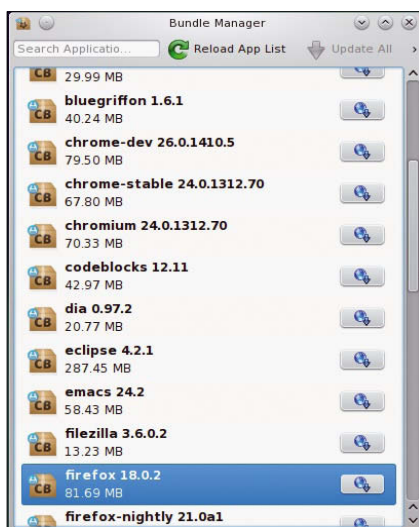 Bundle Manager
Search Applicatio... Reload App List Update All
CB 29.99 MB
bluegriffon 1.6.1
CB 40.24 MB
chrome-dev 26.0.1410.5
CB 79.50 MB
chrome-stable 24.0.1312.70
CB 67.80 MB
chromium 24.0.1312.70
CB 70.33 MB
codeblocks 12.11
CB 42.97 MB
dia 0.97.2
CB 20.77 MB
eclipse 4.2.1
CB 287.45 MB
emacs 24.2
CB 58.43 MB
filezilla 3.6.0.2
CB 13.23 MB
firefox 18.0.2
CB 81.69 MB
firefox-nightly 21.0a1